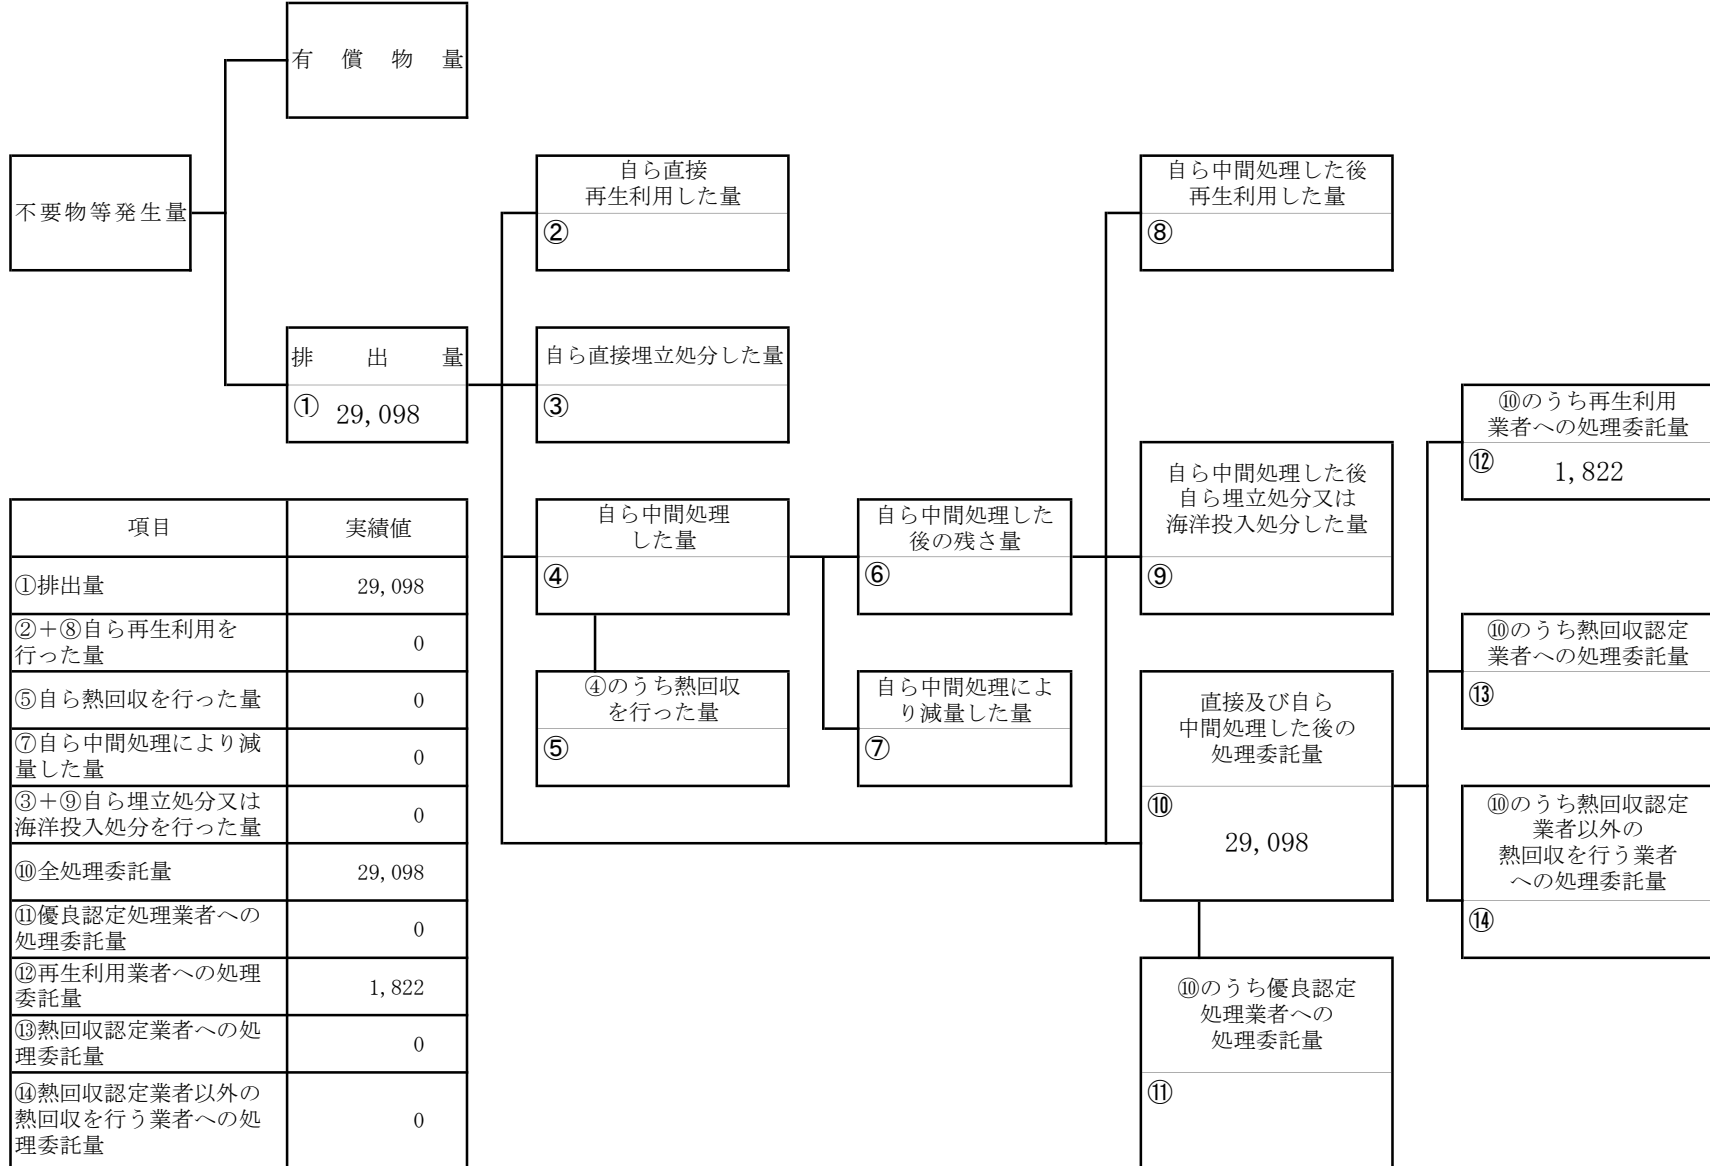 有償物量
不要物等発生量
排出量
① 29,098
自ら直接
再生利用した量
②
自ら直接埋立処分した量
③
自ら中間処理
した量
④
④のうち熱回収
を行った量
⑤
自ら中間処理した
後の残さ量
⑥
自ら中間処理によ
り減量した量
⑦
自ら中間処理した後
再生利用した量
⑧
自ら中間処理した後
自ら埋立処分又は
海洋投入処分した量
⑨
直接及び自ら
中間処理した後の
処理委託量
⑩
29,098
⑩のうち優良認定
処理業者への
処理委託量
⑪
⑩のうち再生利用
業者への処理委託量
⑫ 1,822
⑩のうち熱回収認定
業者への処理委託量
⑬
⑩のうち熱回収認定
業者以外の
熱回収を行う業者
への処理委託量
⑭
項目 実績値
①排出量 29,098
②+⑧自ら再生利用を
行った量 0
⑤自ら熱回収を行った量 0
⑦自ら中間処理により減
量した量 0
③+⑨自ら埋立処分又は
海洋投入処分を行った量 0
⑩全処理委託量 29,098
⑪優良認定処理業者への
処理委託量 0
⑫再生利用業者への処理
委託量 1,822
⑬熱回収認定業者への処
理委託量 0
⑭熱回収認定業者以外の
熱回収を行う業者への処 0
理委託量